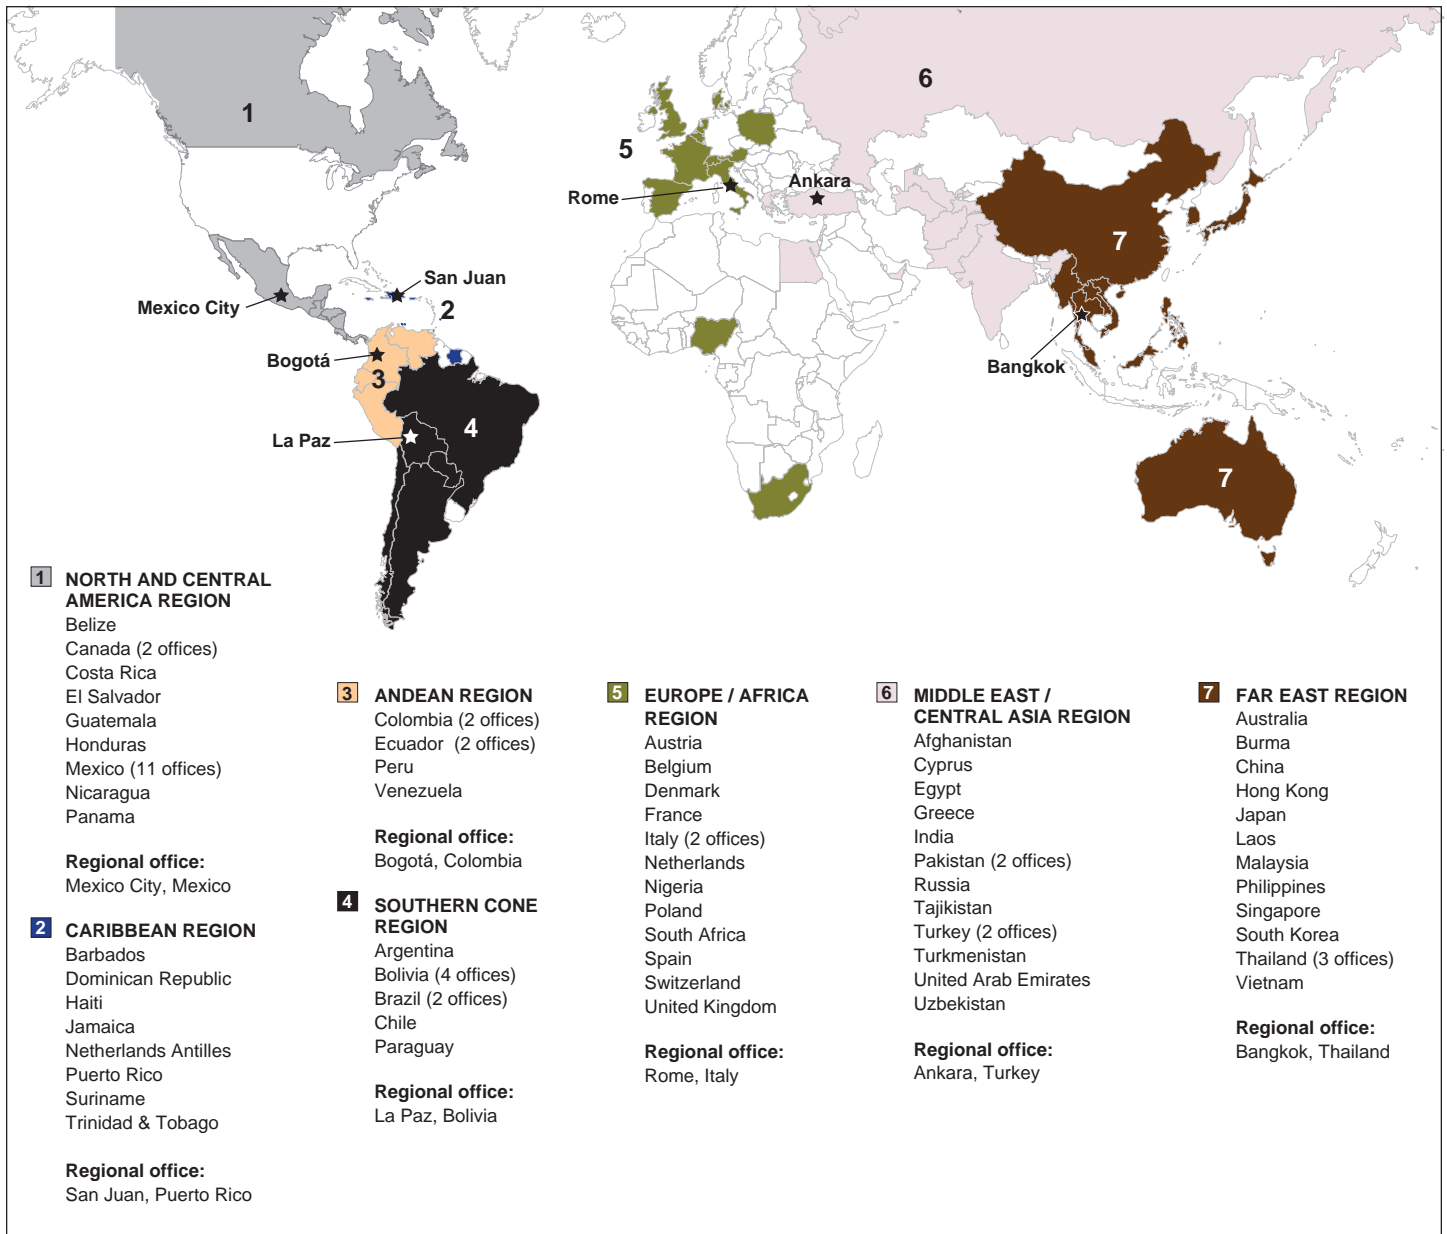 1
6
5
Rome
Ankara
7
San Juan
Mexico City
2
Bogotá
3
Bangkok
La Paz
4
7
1 NORTH AND CENTRAL
AMERICA REGION
Belize
Canada (2 offices)
Costa Rica
El Salvador
Guatemala
Honduras
Mexico (11 offices)
Nicaragua
Panama
Regional office:
Mexico City, Mexico
2 CARIBBEAN REGION
Barbados
Dominican Republic
Haiti
Jamaica
Netherlands Antilles
Puerto Rico
Suriname
Trinidad & Tobago
Regional office:
San Juan, Puerto Rico
3 ANDEAN REGION
Colombia (2 offices)
Ecuador (2 offices)
Peru
Venezuela
Regional office:
Bogotá, Colombia
4 SOUTHERN CONE
REGION
Argentina
Bolivia (4 offices)
Brazil (2 offices)
Chile
Paraguay
Regional office:
La Paz, Bolivia
5 EUROPE / AFRICA
REGION
Austria
Belgium
Denmark
France
Italy (2 offices)
Netherlands
Nigeria
Poland
South Africa
Spain
Switzerland
United Kingdom
Regional office:
Rome, Italy
6 MIDDLE EAST /
CENTRAL ASIA REGION
Afghanistan
Cyprus
Egypt
Greece
India
Pakistan (2 offices)
Russia
Tajikistan
Turkey (2 offices)
Turkmenistan
United Arab Emirates
Uzbekistan
Regional office:
Ankara, Turkey
7 FAR EAST REGION
Australia
Burma
China
Hong Kong
Japan
Laos
Malaysia
Philippines
Singapore
South Korea
Thailand (3 offices)
Vietnam
Regional office:
Bangkok, Thailand